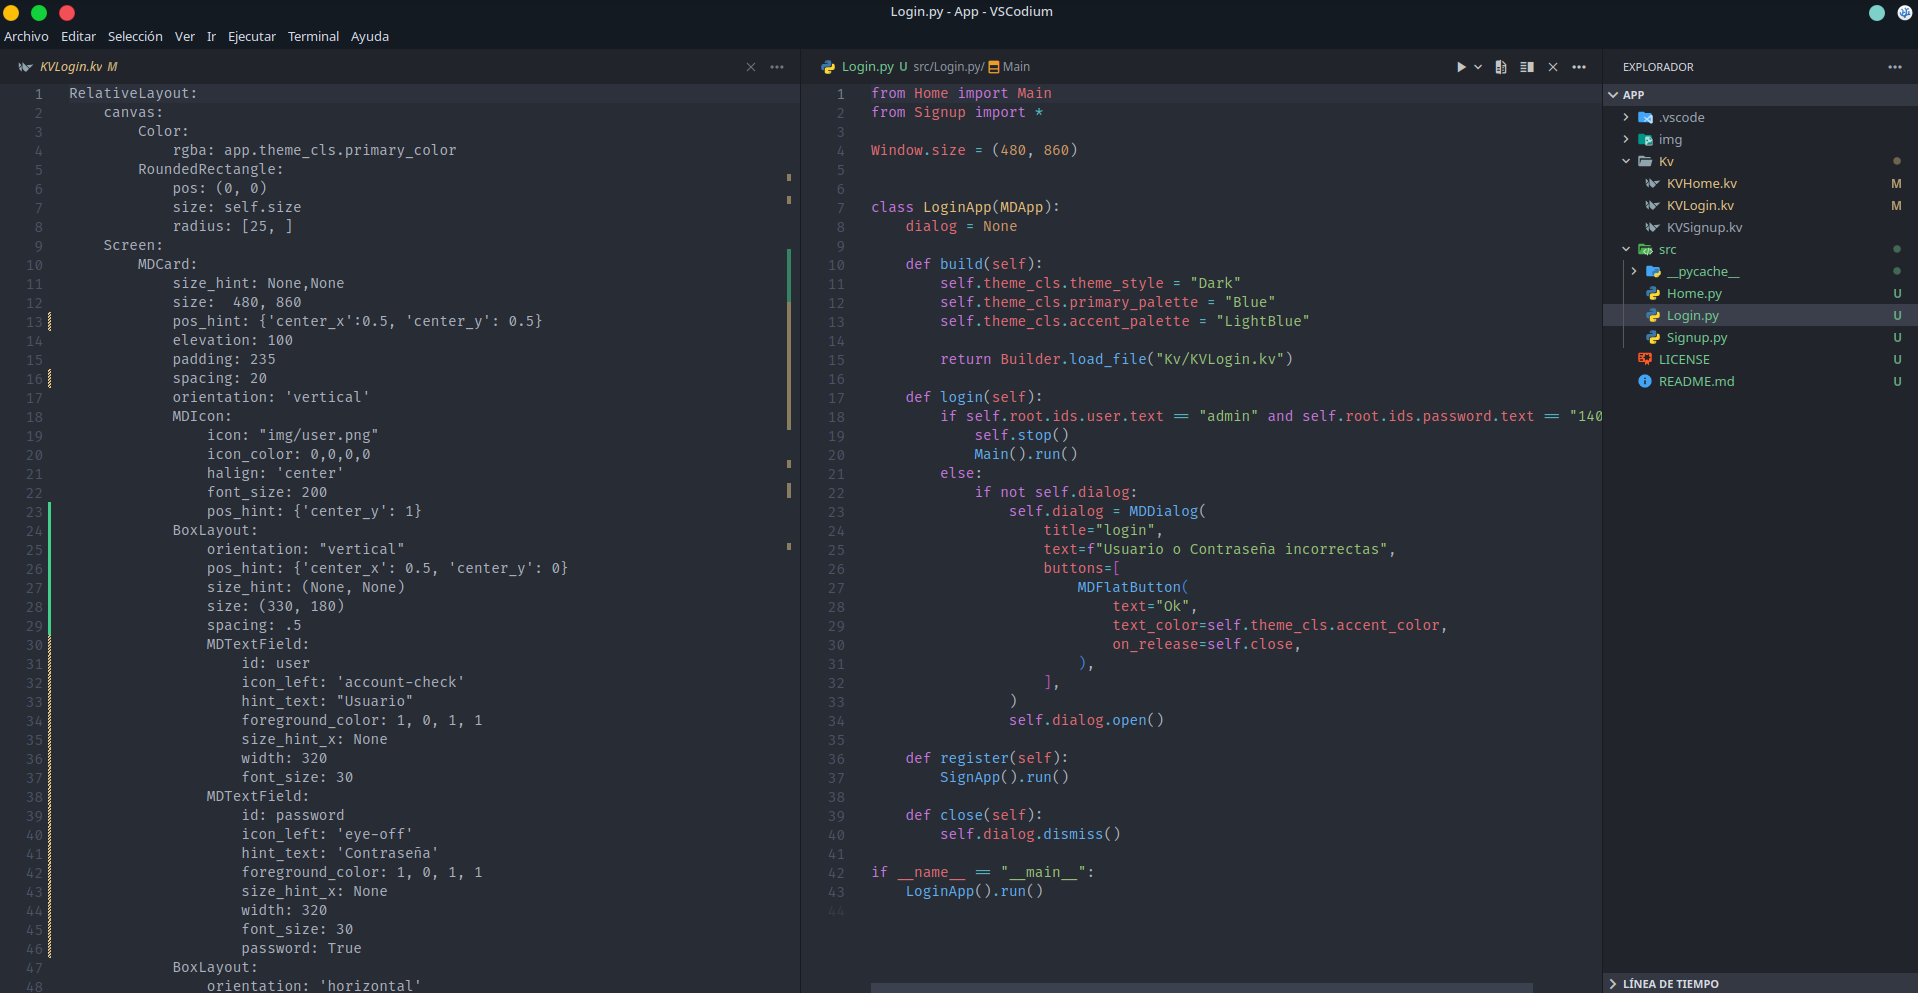 Login.py - App - VSCodium
Archivo Editar Selección Ver Ir Ejecutar Terminal Ayuda
KVLogin.kv M
1 RelativeLayout:
2 canvas:
3 Color:
4 rgba: app.theme_cls.primary_color
5 RoundedRectangle:
6 pos: (0, 0)
7 size: self.size
8 radius: [25, ]
9 Screen:
10 MDCard:
11 size_hint: None,None
12 size:  480, 860
13 pos_hint: {'center_x':0.5, 'center_y': 0.5}
14 elevation: 100
15 padding: 235
16 spacing: 20
17 orientation: 'vertical'
18 MDIcon:
19 icon: "img/user.png"
20 icon_color: 0,0,0,0
21 halign: 'center'
22 font_size: 200
23 pos_hint: {'center_y': 1}
24 BoxLayout:
25 orientation: "vertical"
26 pos_hint: {'center_x': 0.5, 'center_y': 0}
27 size_hint: (None, None)
28 size: (330, 180)
29 spacing: .5
30 MDTextField:
31 id: user
32 icon_left: 'account-check'
33 hint_text: "Usuario"
34 foreground_color: 1, 0, 1, 1
35 size_hint_x: None
36 width: 320
37 font_size: 30
38 MDTextField:
39 id: password
40 icon_left: 'eye-off'
41 hint_text: 'Contraseña'
42 foreground_color: 1, 0, 1, 1
43 size_hint_x: None
44 width: 320
45 font_size: 30
46 password: True
47 BoxLayout:
48 orientation: 'horizontal'
Login.py U src/Login.py/ Main
1 from Home import Main
2 from Signup import *
3
4 Window.size = (480, 860)
5
6
7 class LoginApp(MDApp):
8 dialog = None
9
10 def build(self):
11 self.theme_cls.theme_style = "Dark"
12 self.theme_cls.primary_palette = "Blue"
13 self.theme_cls.accent_palette = "LightBlue"
14
15 return Builder.load_file("Kv/KVLogin.kv")
16
17 def login(self):
18 if self.root.ids.user.text == "admin" and self.root.ids.password.text == "140
19 self.stop()
20 Main().run()
21 else:
22 if not self.dialog:
23 self.dialog = MDDialog(
24 title="login",
25 text=f"Usuario o Contraseña incorrectas",
26 buttons=[
27 MDFlatButton(
28 text="Ok",
29 text_color=self.theme_cls.accent_color,
30 on_release=self.close,
31 ),
32 ],
33 )
34 self.dialog.open()
35
36 def register(self):
37 SignApp().run()
38
39 def close(self):
40 self.dialog.dismiss()
41
42 if __name__ == "__main__":
43 LoginApp().run()
44
EXPLORADOR
APP
.vscode
img
Kv
KVHome.kv M
KVLogin.kv M
KVSignup.kv
src
__pycache__
Home.py U
Login.py U
Signup.py U
LICENSE U
README.md U
LÍNEA DE TIEMPO